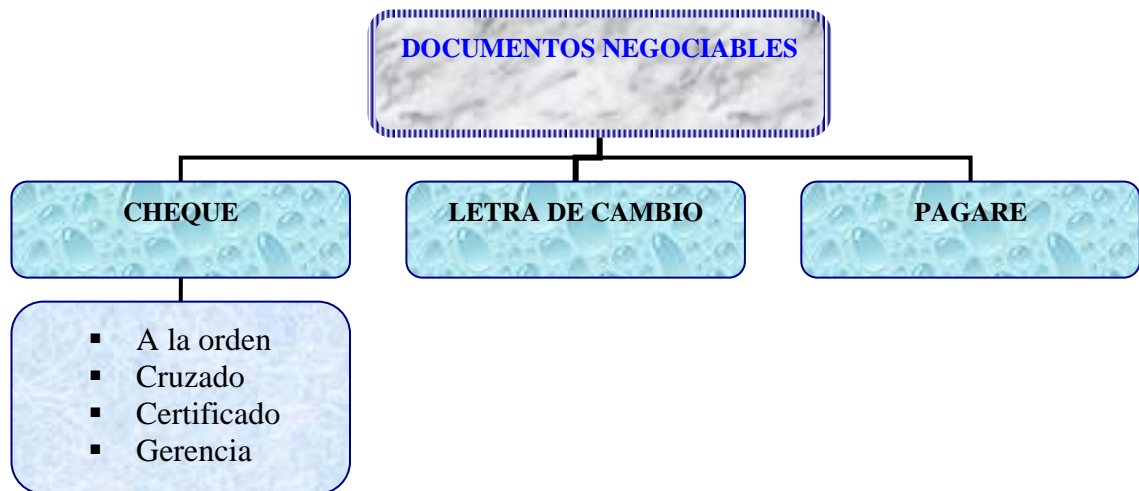 DOCUMENTOS NEGOCIABLES
CHEQUE
LETRA DE CAMBIO
PAGARE
▪ A la orden
▪ Cruzado
▪ Certificado
▪ Gerencia